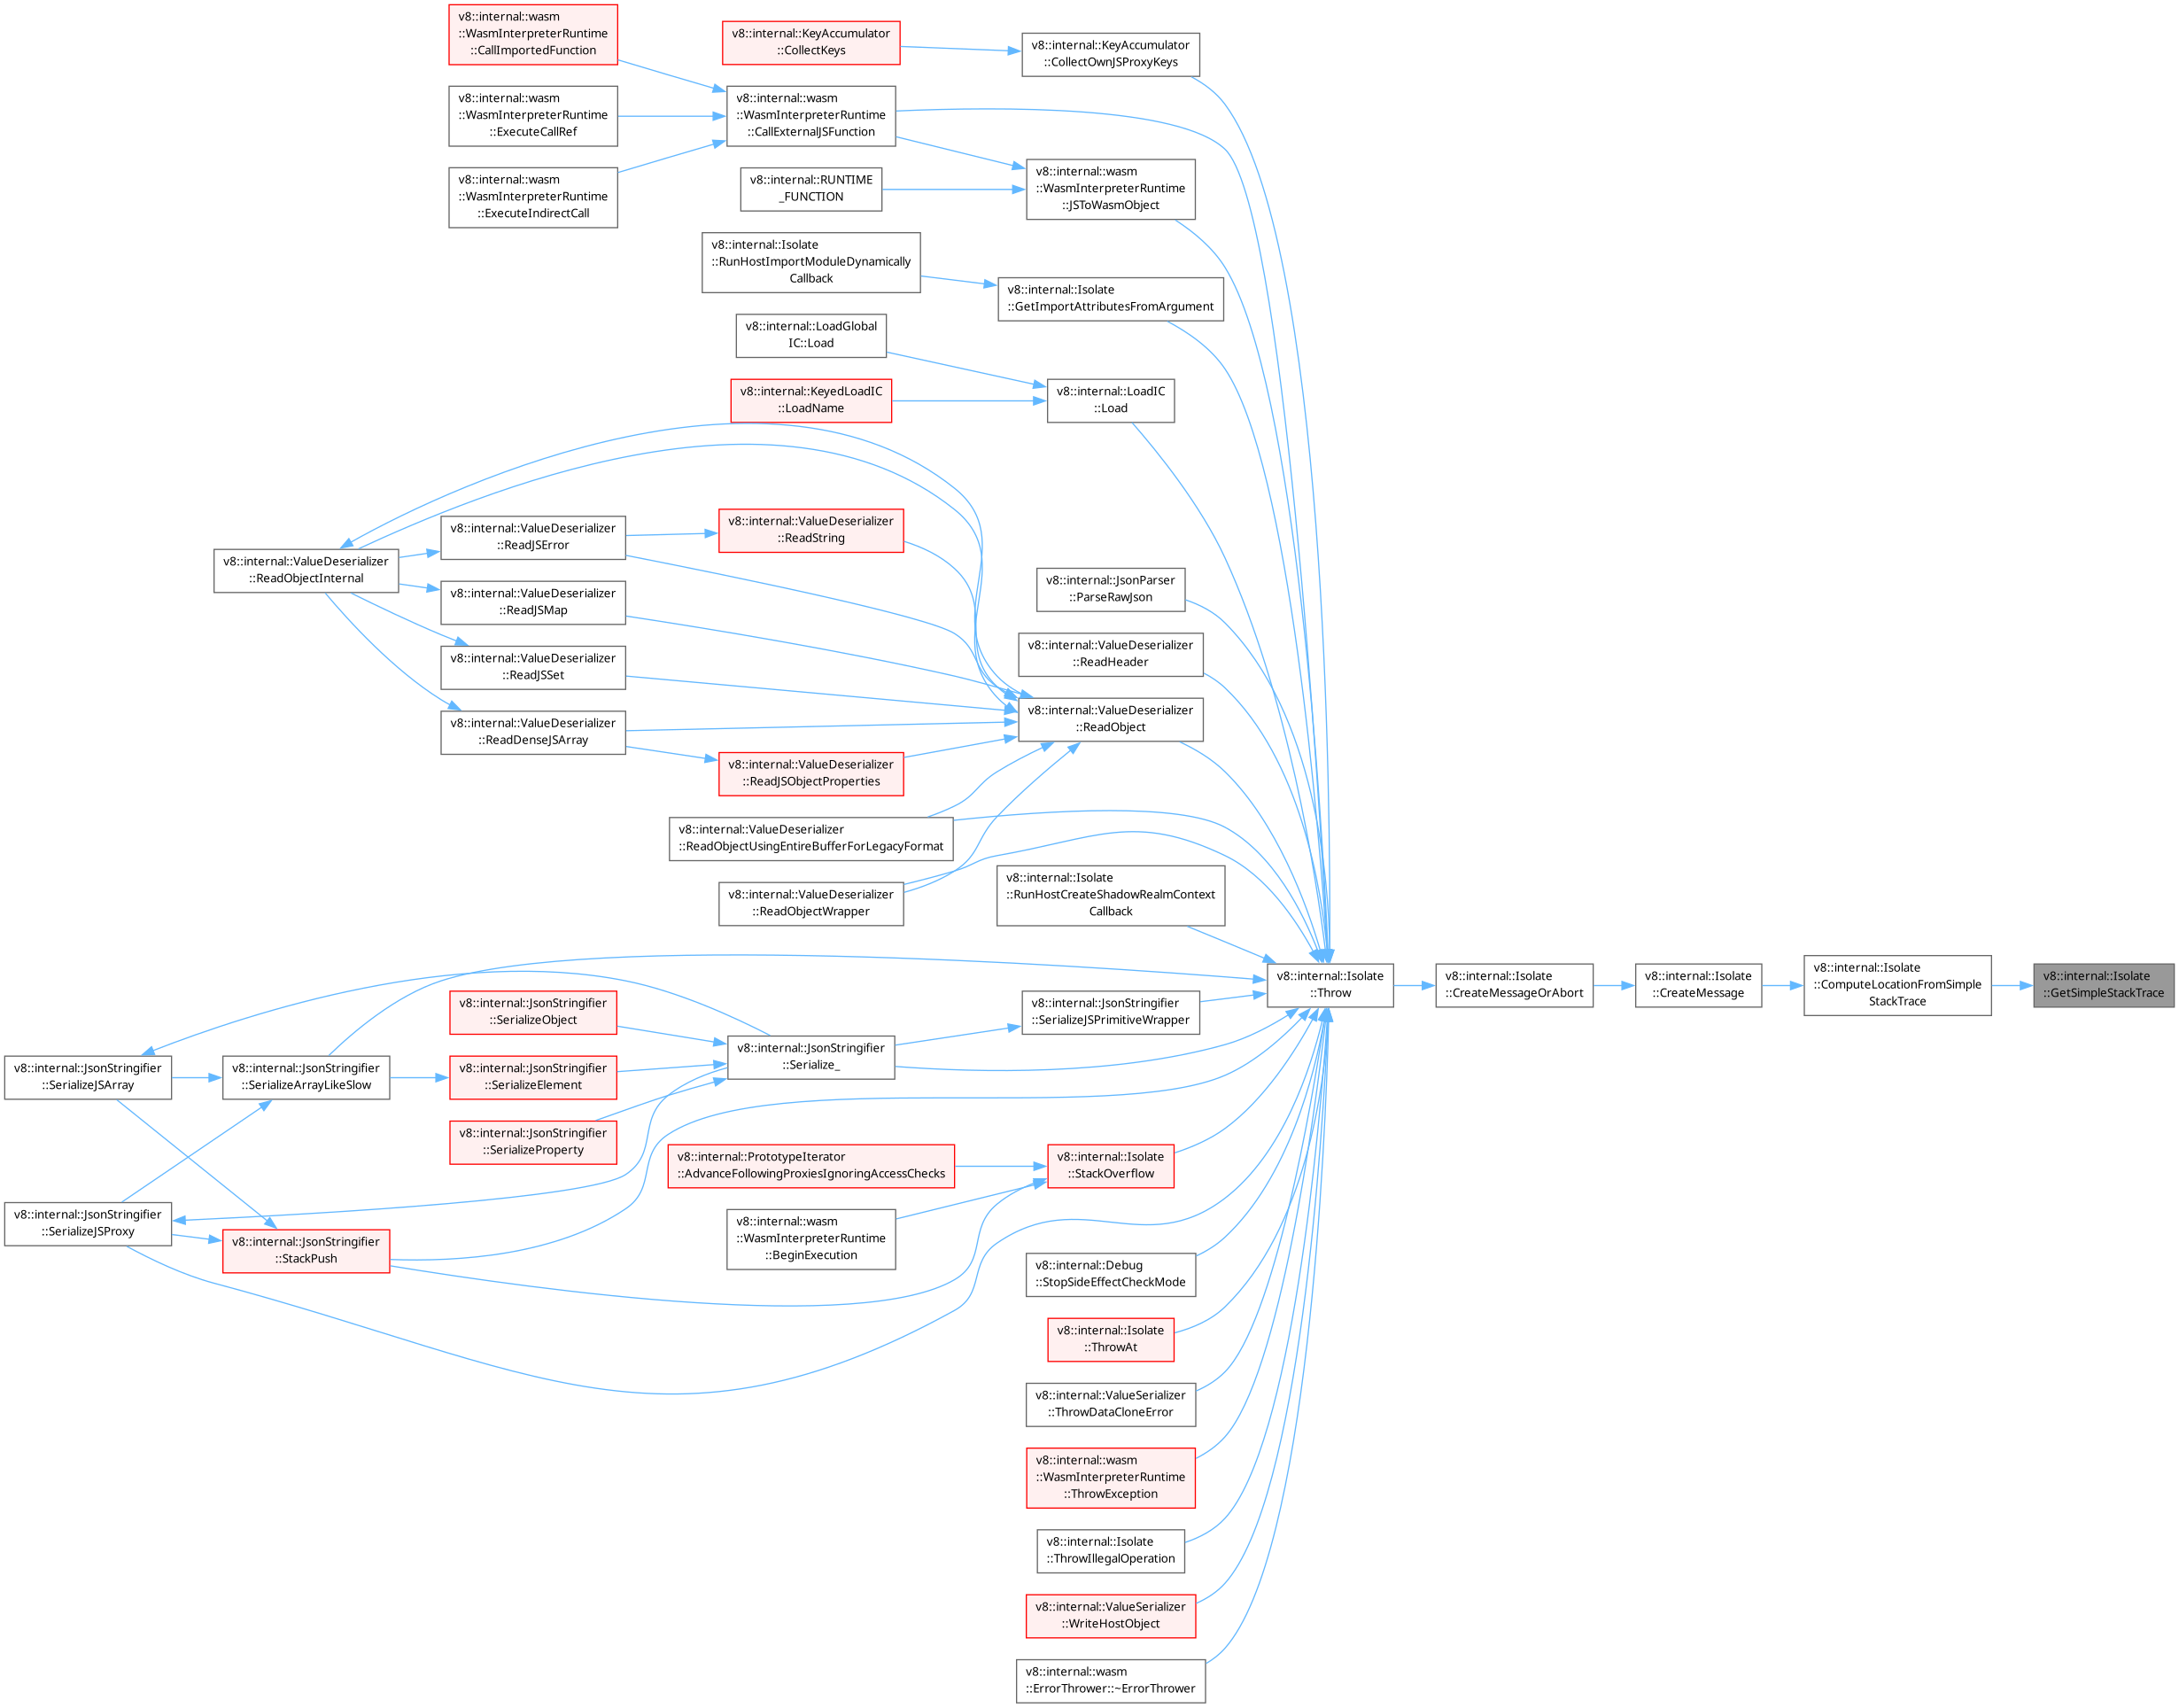 v8::internal::wasm
::WasmInterpreterRuntime
::CallImportedFunction
v8::internal::KeyAccumulator
::CollectKeys
v8::internal::KeyAccumulator
::CollectOwnJSProxyKeys
v8::internal::wasm
::WasmInterpreterRuntime
::ExecuteCallRef
v8::internal::wasm
::WasmInterpreterRuntime
::CallExternalJSFunction
v8::internal::wasm
::WasmInterpreterRuntime
::ExecuteIndirectCall
v8::internal::RUNTIME
_FUNCTION
v8::internal::wasm
::WasmInterpreterRuntime
::JSToWasmObject
v8::internal::Isolate
::RunHostImportModuleDynamically
Callback
v8::internal::Isolate
::GetImportAttributesFromArgument
v8::internal::LoadGlobal
IC::Load
v8::internal::KeyedLoadIC
::LoadName
v8::internal::LoadIC
::Load
v8::internal::ValueDeserializer
::ReadObjectInternal
v8::internal::ValueDeserializer
::ReadJSError
v8::internal::ValueDeserializer
::ReadString
v8::internal::ValueDeserializer
::ReadJSMap
v8::internal::JsonParser
::ParseRawJson
v8::internal::ValueDeserializer
::ReadHeader
v8::internal::ValueDeserializer
::ReadJSSet
v8::internal::ValueDeserializer
::ReadDenseJSArray
v8::internal::ValueDeserializer
::ReadObject
v8::internal::ValueDeserializer
::ReadJSObjectProperties
v8::internal::ValueDeserializer
::ReadObjectUsingEntireBufferForLegacyFormat
v8::internal::ValueDeserializer
::ReadObjectWrapper
v8::internal::Isolate
::RunHostCreateShadowRealmContext
Callback
v8::internal::Isolate
::Throw
v8::internal::Isolate
::CreateMessageOrAbort
v8::internal::Isolate
::CreateMessage
v8::internal::Isolate
::ComputeLocationFromSimple
StackTrace
v8::internal::Isolate
::GetSimpleStackTrace
v8::internal::JsonStringifier
::SerializeObject
v8::internal::JsonStringifier
::SerializeJSPrimitiveWrapper
v8::internal::JsonStringifier
::SerializeJSArray
v8::internal::JsonStringifier
::SerializeArrayLikeSlow
v8::internal::JsonStringifier
::SerializeElement
v8::internal::JsonStringifier
::Serialize_
v8::internal::JsonStringifier
::SerializeProperty
v8::internal::PrototypeIterator
::AdvanceFollowingProxiesIgnoringAccessChecks
v8::internal::Isolate
::StackOverflow
v8::internal::JsonStringifier
::SerializeJSProxy
v8::internal::JsonStringifier
::StackPush
v8::internal::wasm
::WasmInterpreterRuntime
::BeginExecution
v8::internal::Debug
::StopSideEffectCheckMode
v8::internal::Isolate
::ThrowAt
v8::internal::ValueSerializer
::ThrowDataCloneError
v8::internal::wasm
::WasmInterpreterRuntime
::ThrowException
v8::internal::Isolate
::ThrowIllegalOperation
v8::internal::ValueSerializer
::WriteHostObject
v8::internal::wasm
::ErrorThrower::~ErrorThrower